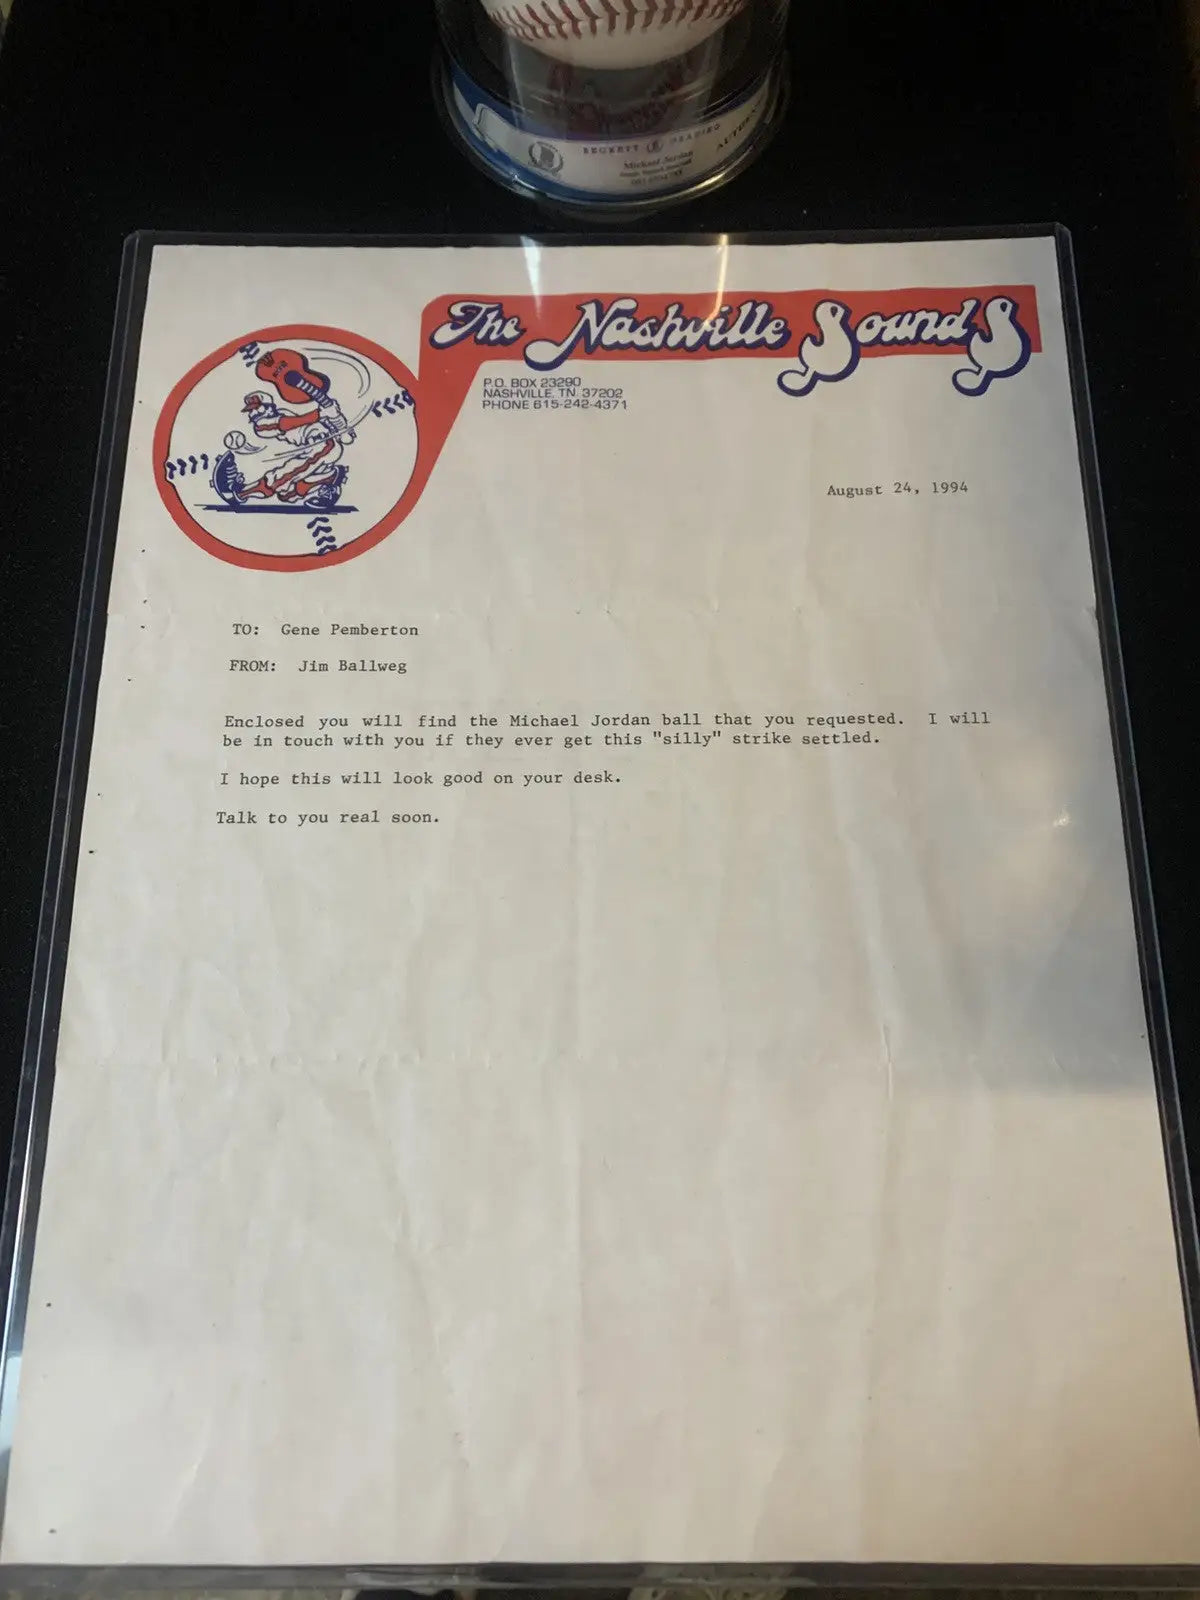 BECKETT GRADING
Michael Jordan
The Nashville Sounds
P.O. BOX 23290
NASHVILLE, TN. 37202
PHONE 615-242-4371
August 24, 1994
TO: Gene Pemberton
FROM: Jim Ballweg
Enclosed you will find the Michael Jordan ball that you requested. I will
be in touch with you if they ever get this "silly" strike settled.
I hope this will look good on your desk.
Talk to you real soon.